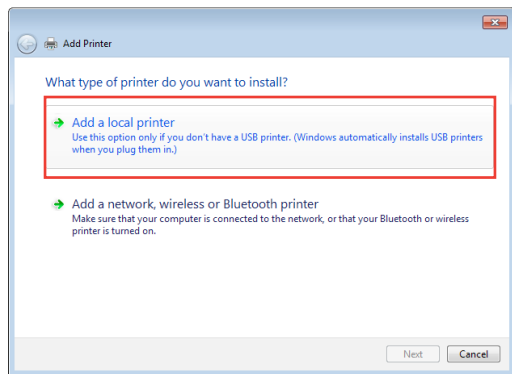 Add Printer
What type of printer do you want to install?
Add a local printer
Use this option only if you don't have a USB printer. (Windows automatically installs USB printers
when you plug them in.)
Add a network, wireless or Bluetooth printer
Make sure that your computer is connected to the network, or that your Bluetooth or wireless
printer is turned on.
Next Cancel